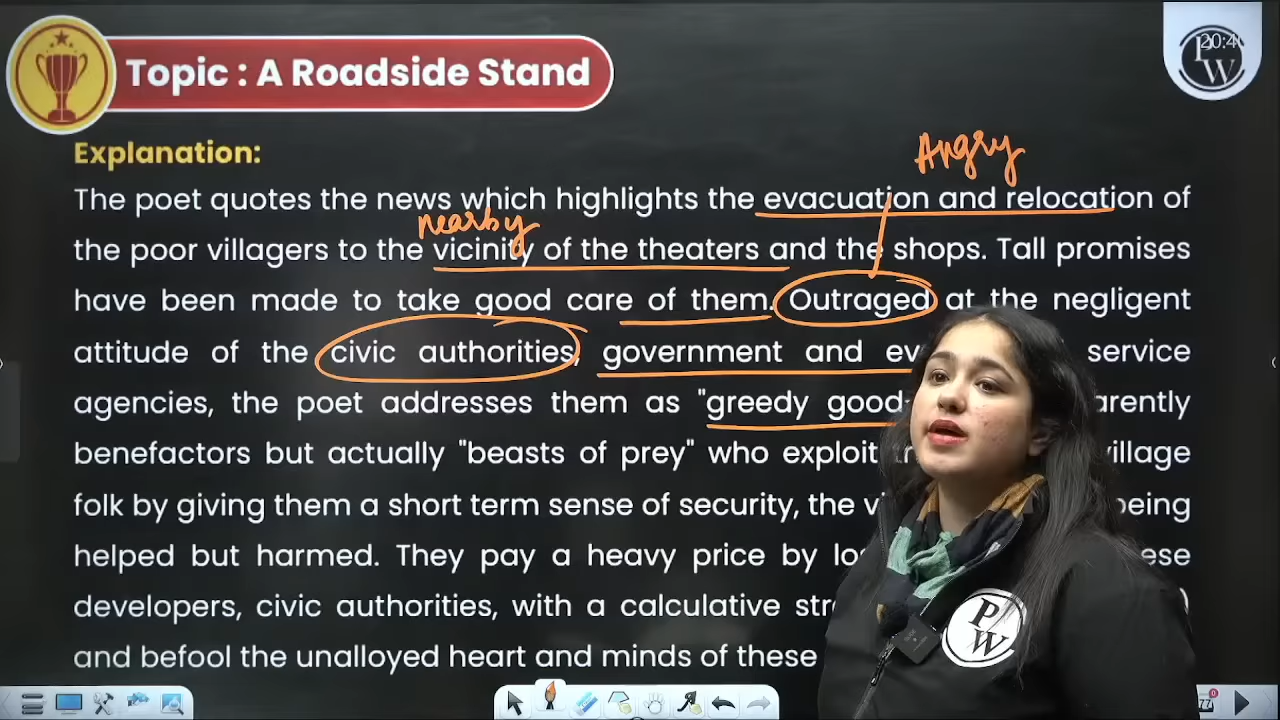 Topic : A Roadside Stand
20:4
PW
Explanation:
Angry
The poet quotes the news which highlights the evacuation and relocation of
nearby
the poor villagers to the vicinity of the theaters and the shops. Tall promises
have been made to take good care of them. Outraged at the negligent
attitude of the civic authorities, government and service
agencies, the poet addresses them as "greedy good-
benefactors but actually "beasts of prey" who exploit village
folk by giving them a short term sense of security, the being
helped but harmed. They pay a heavy price by
developers, civic authorities, with a calculative
and befool the unalloyed heart and minds of these
PW